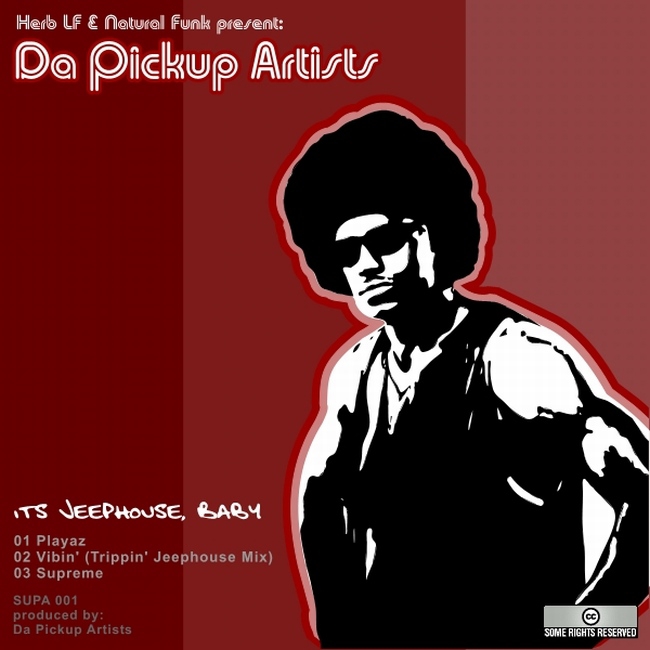 Herb LF & Natural Funk present:
Da Pickup Artists
its Jeephouse, baby
01 Playaz
02 Vibin' (Trippin' Jeephouse Mix)
03 Supreme
SUPA 001
produced by:
Da Pickup Artists
cc
SOME RIGHTS RESERVED